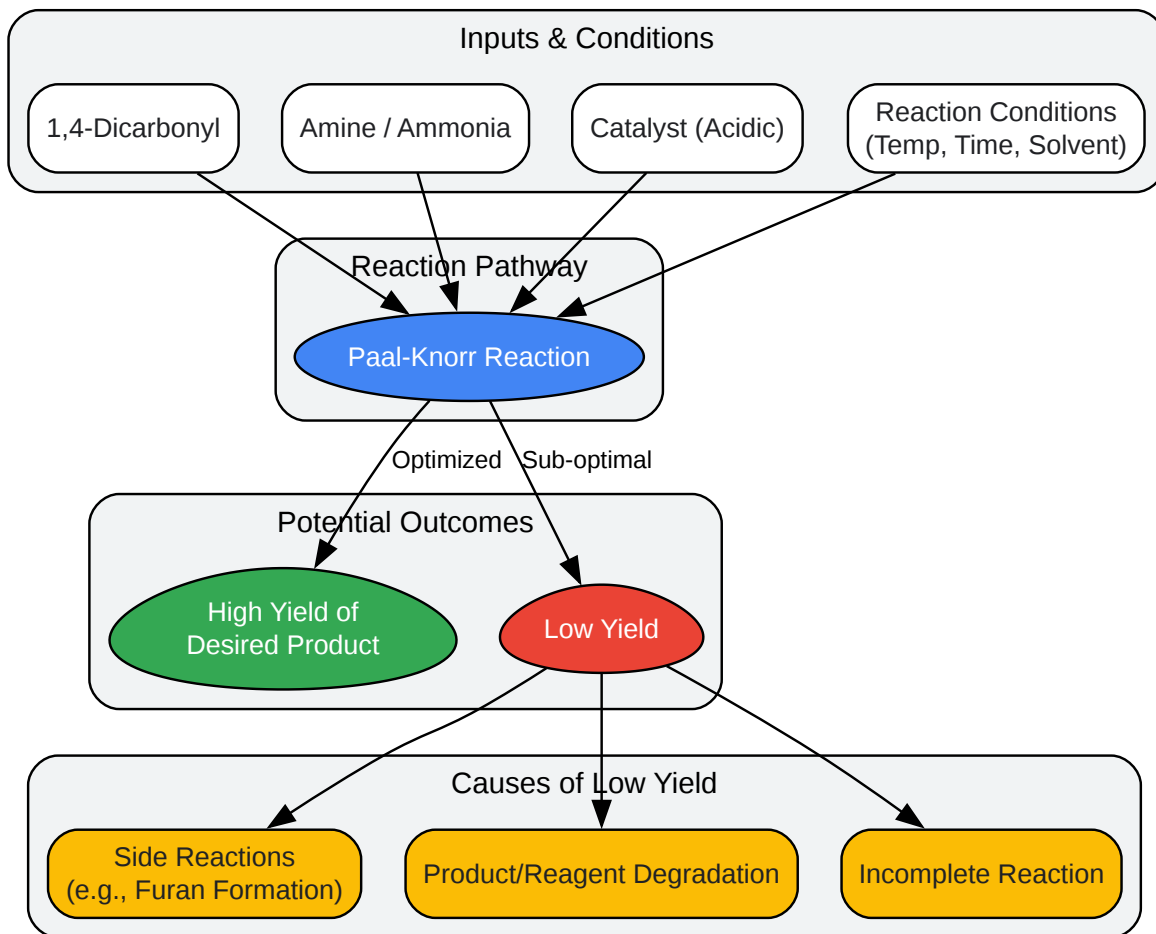 Inputs & Conditions
1,4-Dicarbonyl
Amine / Ammonia
Catalyst (Acidic)
Reaction Conditions
(Temp, Time, Solvent)
Reaction Pathway
Paal-Knorr Reaction
Optimized
Sub-optimal
Potential Outcomes
High Yield of
Desired Product
Low Yield
Causes of Low Yield
Side Reactions
(e.g., Furan Formation)
Product/Reagent Degradation
Incomplete Reaction